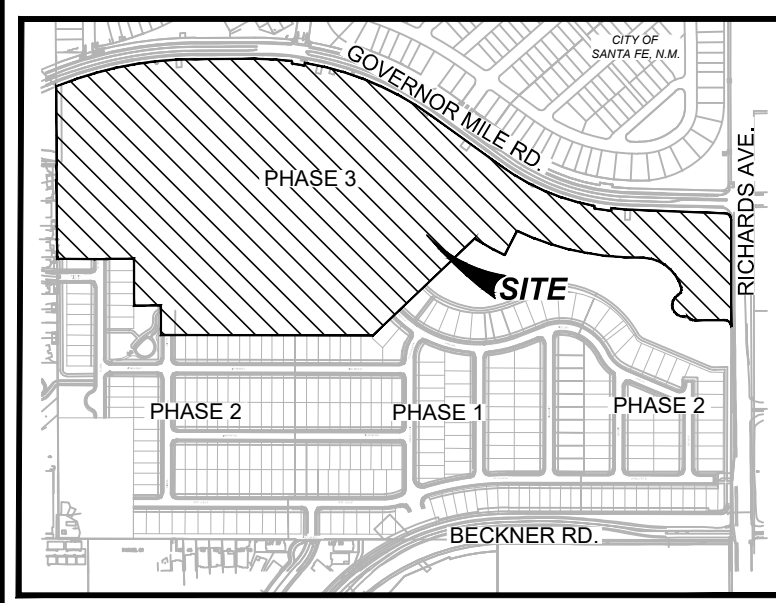 CITY OF
SANTA FE, N.M.
GOVERNOR MILE RD.
PHASE 3
RICHARDS AVE.
SITE
PHASE 2
PHASE 1
PHASE 2
BECKNER RD.